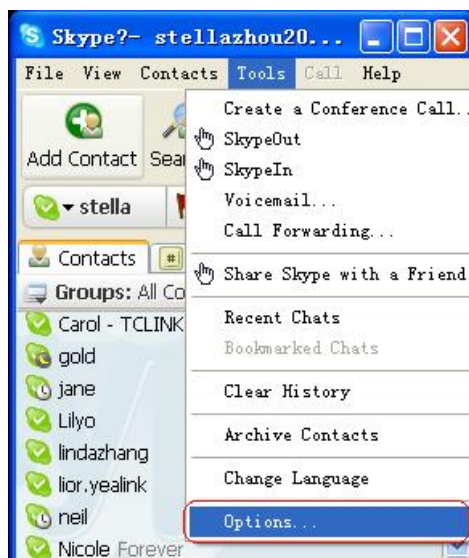 Skype?- stellazhou20...
File View Contacts Tools Call Help
Add Contact
Create a Conference Call..
SkypeOut
SkypeIn
Voicemail...
Call Forwarding...
Share Skype with a Friend
Recent Chats
Bookmarked Chats
Clear History
Archive Contacts
Change Language
Options...
stella
Contacts #
Groups: All Co
Carol - TCLINK
gold
jane
Lilyo
lindazhang
lior.yealink
neil
Nicole Forever